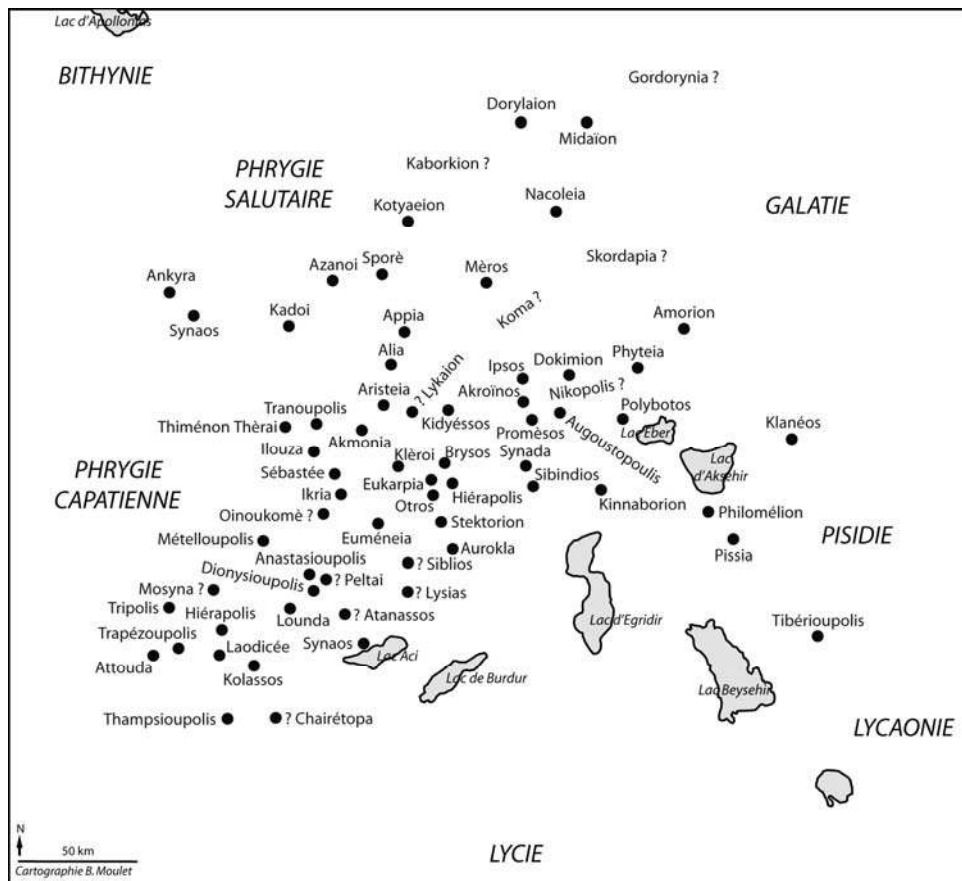 Lac d'Apollonias
BITHYNIE
Gordorynia ?
Dorylaion
Midaïon
Kaborkion ?
PHRYGIE
SALUTAIRE
Nacoleia
GALATIE
Kotyaeion
Skordapia ?
Sporè
Azanoi
Mèros
Ankyra
Koma ?
Synaos
Kadoi
Appia
Amorion
Alia
Phyteia
Dokimion
Ipsos
? Lykaion
Nikopolis ?
Aristeia
Akroïnos
Polybotos
Tranoupolis
Kidyéssos
Augoustopoulis
Klanéos
Thiménon Thèrai
Akmonia
Promèsos
Lac Eber
Ilouza
Klèroi
Brysos
Synada
Lac
d'Aksehir
PHRYGIE
CAPATIENNE
Sébastée
Eukarpia
Sibindios
Ikria
Otros
Hiérapolis
Kinnaborion
Oinoukomè ?
Euméneia
Stektorion
Philomélion
Métélloupolis
PISIDIE
Pissia
Anastasioupolis
Aurokla
Dionysioupolis
? Peltai
? Siblios
Mosyna ?
? Lysias
Tripolis
Hiérapolis
Lounda
? Atanassos
Lac d'Egridir
Tibérioupolis
Trapézoupolis
Synaos
Laodicée
Lac Aci
Attouda
Kolassos
Lac de Burdur
Lac Beysehir
Thampsioupolis
? Chairétopa
LYCAONIE
N
50 km
LYCIE
Cartographie B. Moulet